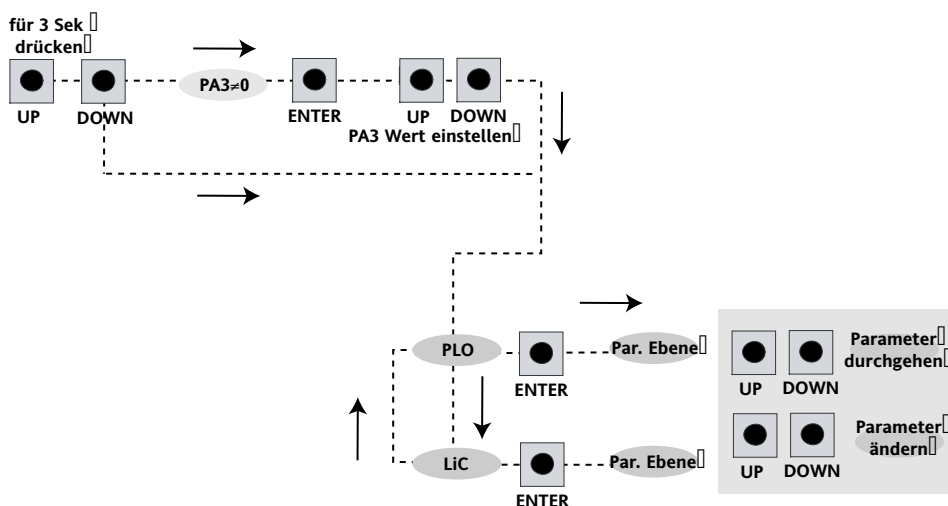 für 3 Sek
drücken
PA3≠0
UP
DOWN
ENTER
UP
DOWN
PA3 Wert einstellen
PLO
ENTER
Par. Ebene
UP
DOWN
Parameter
durchgehen
LiC
ENTER
Par. Ebene
UP
DOWN
Parameter
ändern